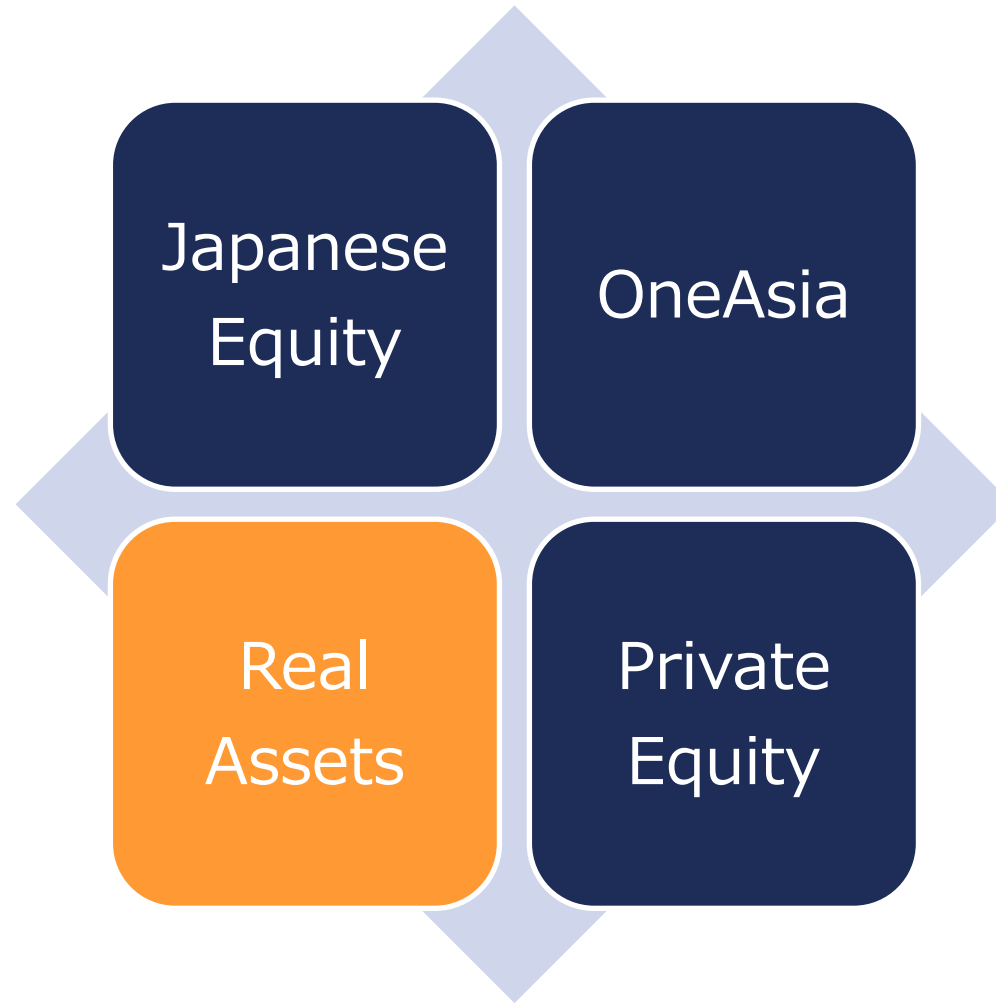 Japanese
Equity
OneAsia
Real
Assets
Private
Equity